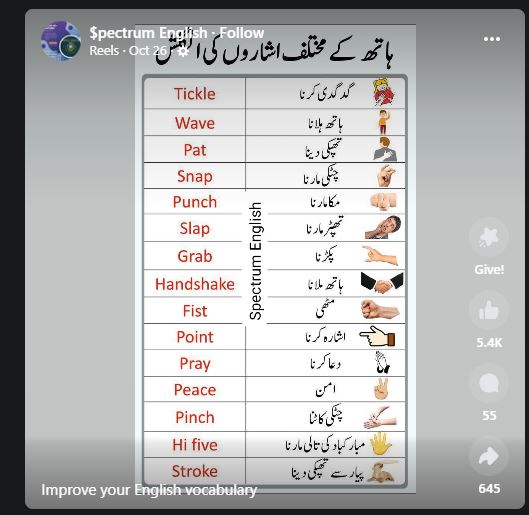 $pectrum English · Follow
Reels · Oct 26
ہاتھ کے مختلف اشاروں کی انگلش
Tickle گدگدی کرنا
Wave ہاتھ ہلانا
Pat تھپکی دینا
Snap چٹکی مارنا
Punch مکا مارنا
Slap تھپڑ مارنا
Grab پکڑنا
Handshake ہاتھ ملانا
Fist مٹھی
Point اشارہ کرنا
Pray دعا کرنا
Peace امن
Pinch چٹکی کاٹنا
Hi five مبارکباد کی تالی مارنا
Stroke پیار سے تھپکی دینا
Spectrum English
Improve your English vocabulary
Give!
5.4K
55
645